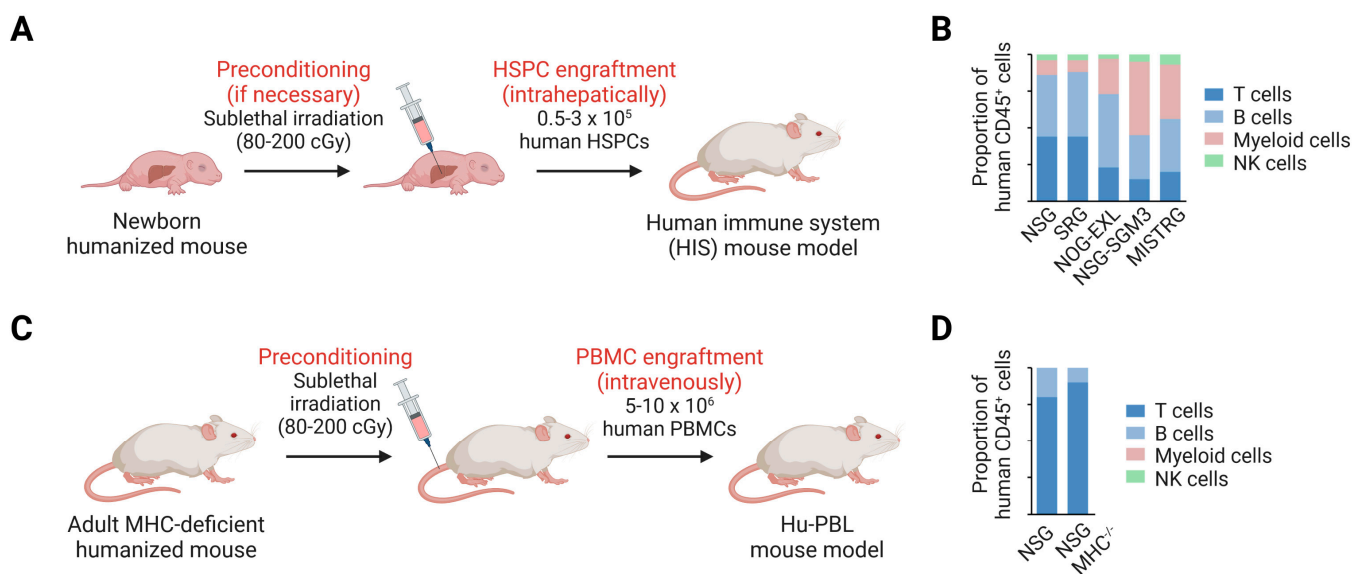 A
Preconditioning
(if necessary)
Sublethal irradiation
(80-200 cGy)
HSPC engraftment
(intrahepatically)
0.5-3 x 10⁵
human HSPCs
Newborn
humanized mouse
Human immune system
(HIS) mouse model
B
Proportion of
human CD45⁺ cells
NSG
SRG
NOG-EXL
NSG-SGM3
MISTRG
T cells
B cells
Myeloid cells
NK cells
C
Preconditioning
Sublethal
irradiation
(80-200 cGy)
PBMC engraftment
(intravenously)
5-10 x 10⁶
human PBMCs
Adult MHC-deficient
humanized mouse
Hu-PBL
mouse model
D
Proportion of
human CD45⁺ cells
NSG
NSG
MHC⁻/⁻
T cells
B cells
Myeloid cells
NK cells